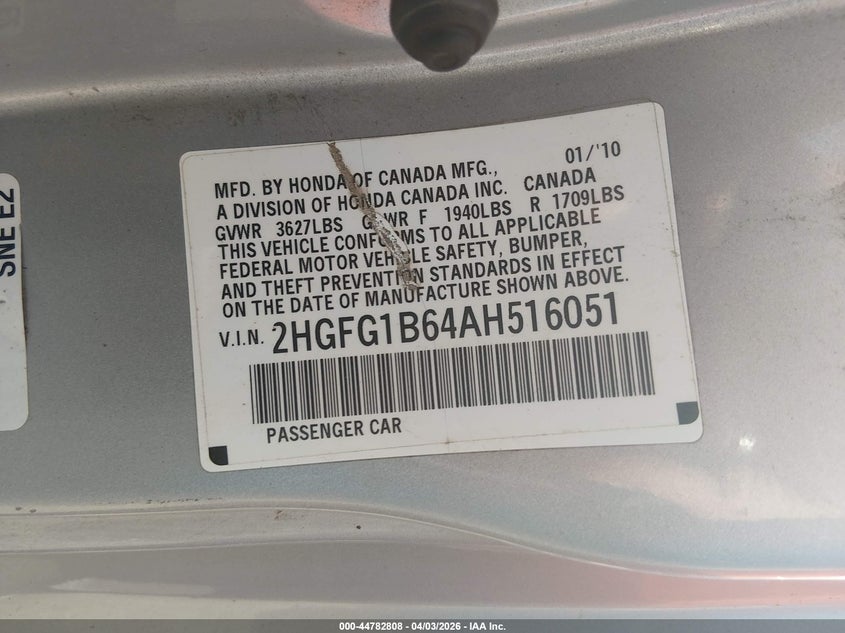 SNE E2
01/'10
MFD. BY HONDA OF CANADA MFG.,
A DIVISION OF HONDA CANADA INC. CANADA
GVWR 3627LBS GAWR F 1940LBS R 1709LBS
THIS VEHICLE CONFORMS TO ALL APPLICABLE
FEDERAL MOTOR VEHICLE SAFETY, BUMPER,
AND THEFT PREVENTION STANDARDS IN EFFECT
ON THE DATE OF MANUFACTURE SHOWN ABOVE.
V.I.N. 2HGFG1B64AH516051
PASSENGER CAR
000-44782808 - 04/03/2026 - IAA Inc.